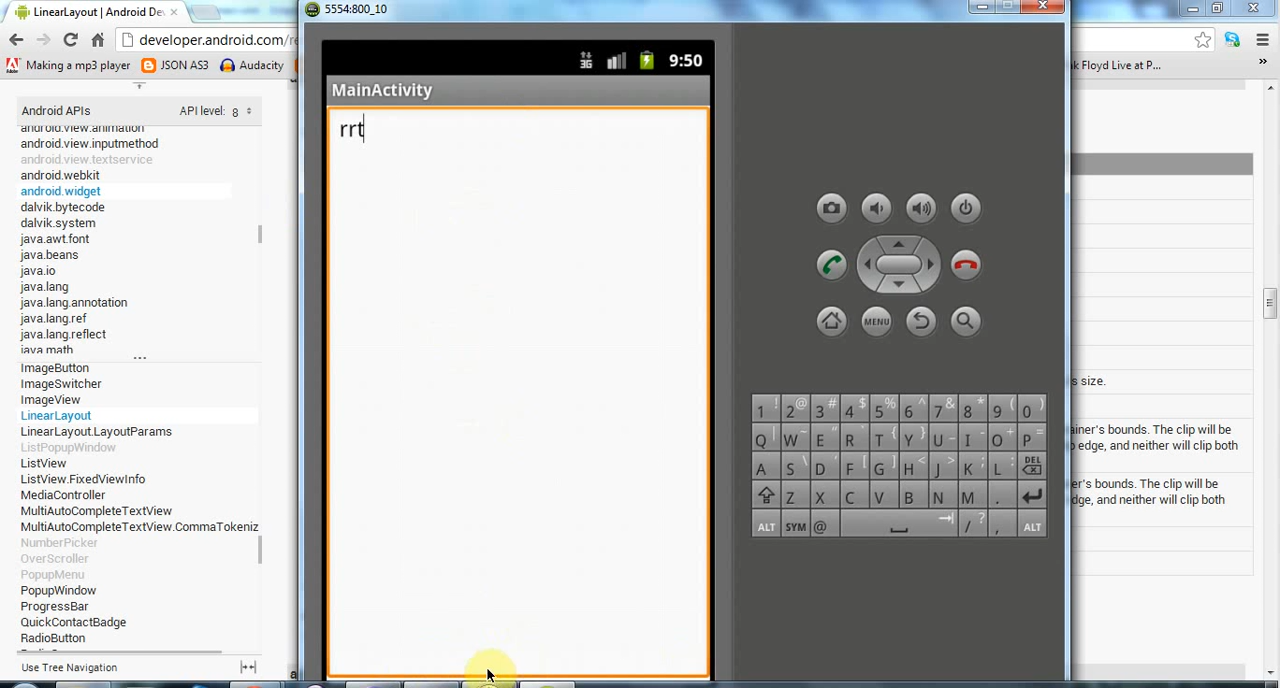 LinearLayout | Android De
5554:800_10
developer.android.com/re
Making a mp3 player
JSON AS3
Audacity
k Floyd Live at P...
»
Android APIs
API level: 8
android.view.animation
android.view.inputmethod
android.view.textservice
android.webkit
android.widget
dalvik.bytecode
dalvik.system
java.awt.font
java.beans
java.io
java.lang
java.lang.annotation
java.lang.ref
java.lang.reflect
java.math
ImageButton
ImageSwitcher
ImageView
LinearLayout
LinearLayout.LayoutParams
ListPopupWindow
ListView
ListView.FixedViewInfo
MediaController
MultiAutoCompleteTextView
MultiAutoCompleteTextView.CommaTokeniz
NumberPicker
OverScroller
PopupMenu
PopupWindow
ProgressBar
QuickContactBadge
RadioButton
Use Tree Navigation
3G
9:50
MainActivity
rrt
MENU
1 ! 2 @ 3 # 4 $ 5 % 6 ^ 7 & 8 * 9 ( 0 )
Q | W ~ E " R ` T { Y } U _ I - O + P =
A S \ D ' F [ G ] H < J > K ; L : DEL
Z X C V B N M .
ALT SYM @ / ? , ALT
s size.
ainer's bounds. The clip will be
p edge, and neither will clip both
er's bounds. The clip will be
edge, and neither will clip both